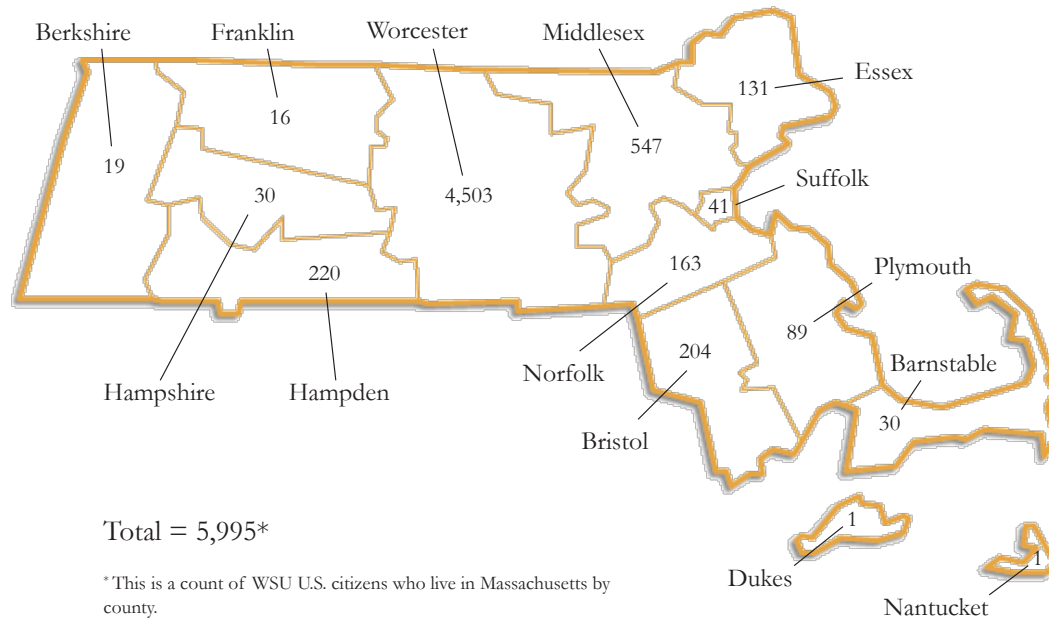 Berkshire
Franklin
Worcester
Middlesex
Essex
131
16
547
19
30
4,503
41
Suffolk
163
220
Plymouth
89
204
Norfolk
Barnstable
Hampshire
Hampden
30
Bristol
Total = 5,995*
1
1
Dukes
Nantucket
* This is a count of WSU U.S. citizens who live in Massachusetts by
county.